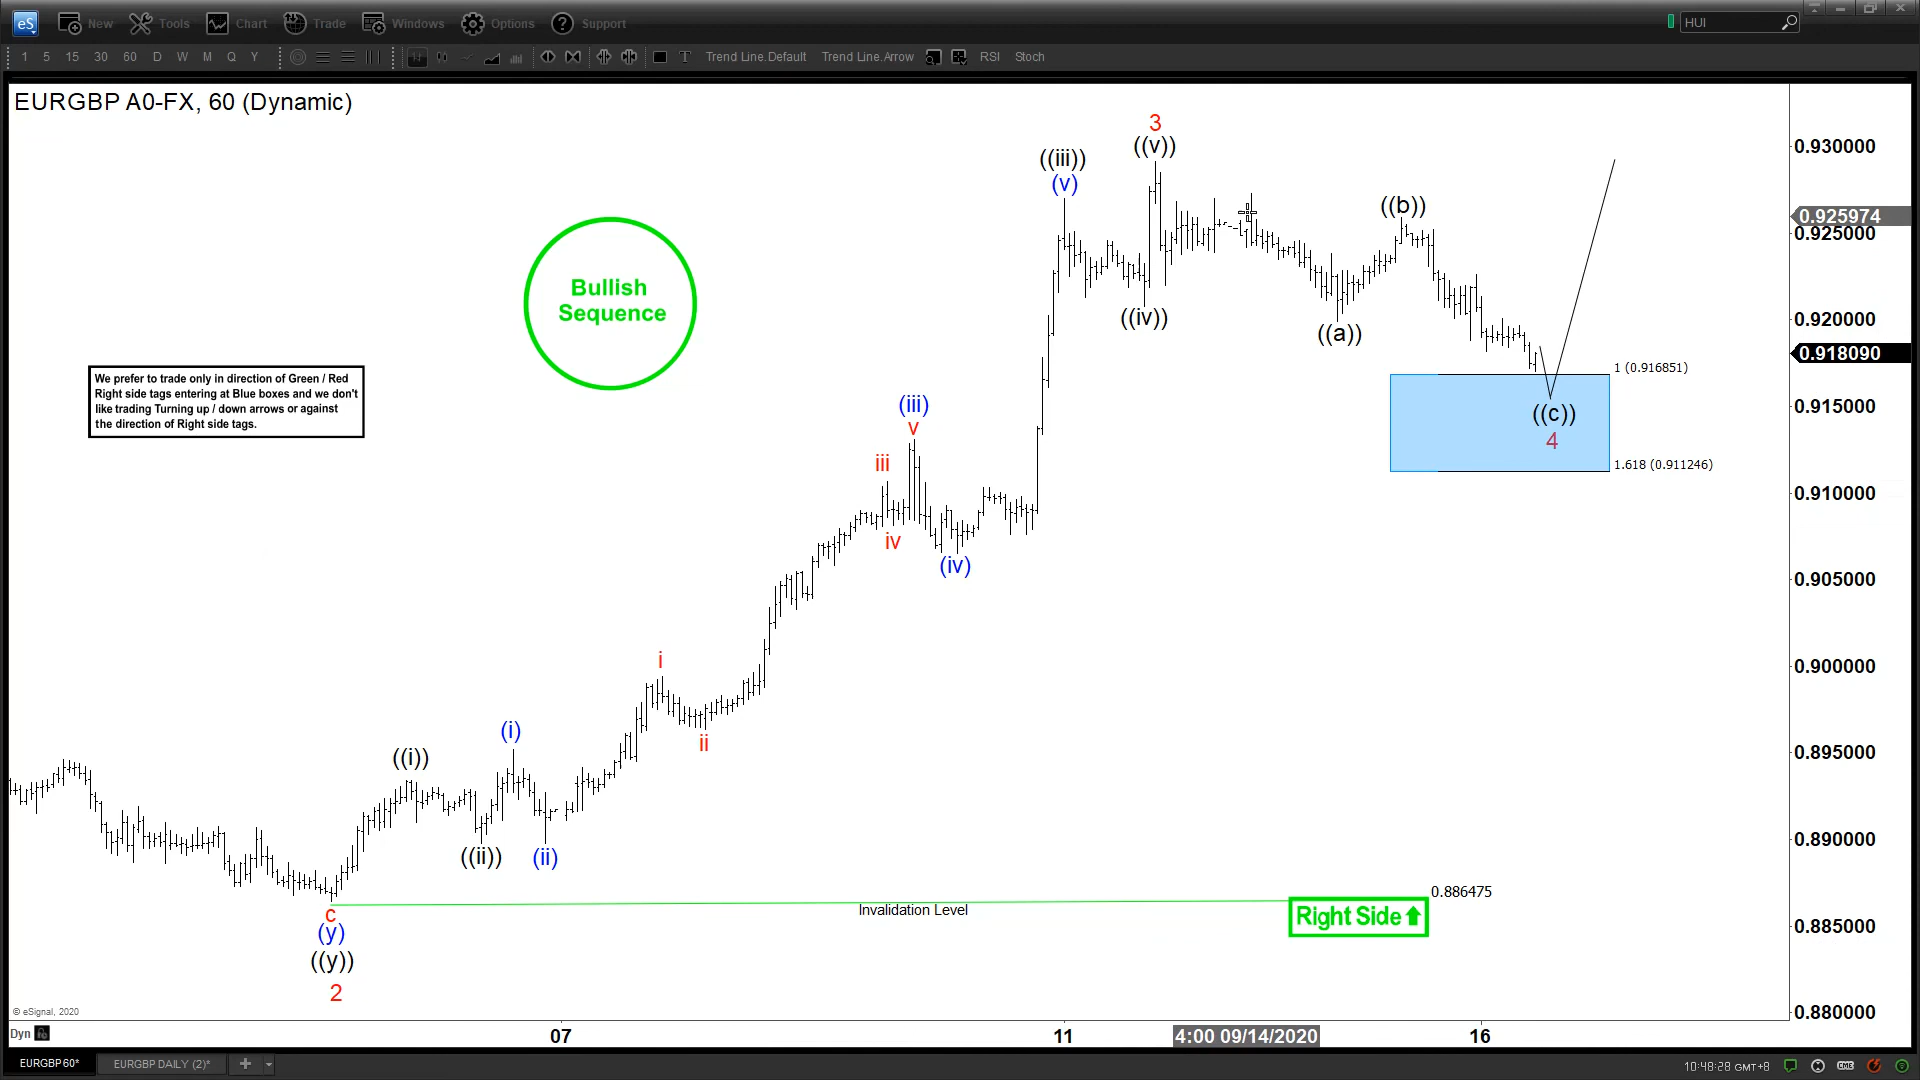 eS New Tools Chart Trade Windows Options Support HUI
1 5 15 30 60 D W M Q Y T Trend Line.Default Trend Line.Arrow RSI Stoch
EURGBP A0-FX, 60 (Dynamic)
3
((v))
((iii))
(v)
0.930000
((b))
0.925974
0.925000
Bullish
Sequence
((iv))
((a))
0.920000
0.918090
1 (0.916851)
We prefer to trade only in direction of Green / Red
Right side tags entering at Blue boxes and we don't
like trading Turning up / down arrows or against
the direction of Right side tags.
(iii)
v
0.915000
((c))
4
iii
1.618 (0.911246)
0.910000
iv
(iv)
0.905000
i
0.900000
(i)
ii
0.895000
((i))
0.890000
((ii))
(ii)
0.886475
Invalidation Level
Right Side
c
(y)
((y))
2
0.885000
0.880000
© eSignal, 2020
Dyn
07 11 4:00 09/14/2020 16
EURGBP 60* EURGBP DAILY (2)* +
10:48:28 GMT+8 CME